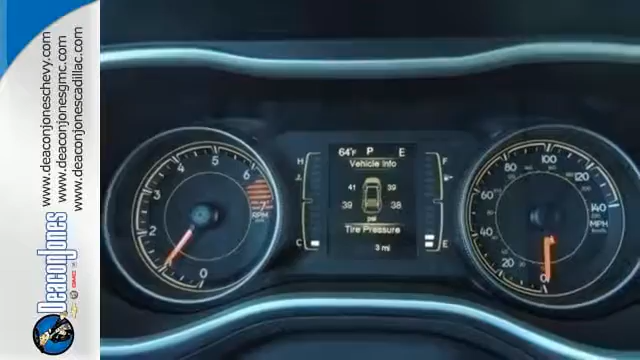 www.deaconjoneschevy.com
www.deaconjonesgmc.com
www.deaconjonescadillac.com
DeaconJones
GMC
1
2
3
4
5
6
7
RPM
0
H
C
64°F P E
Vehicle Info
41 39
39 38
psi
Tire Pressure
3 mi
F
E
0
20
40
60
80
100
120
140
MPH